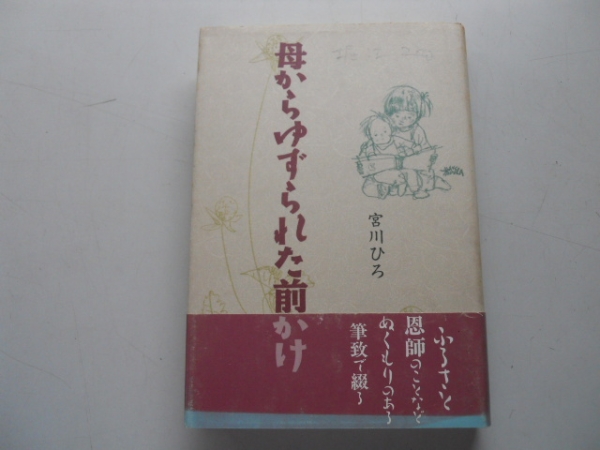 母からゆずられた前かけ
宮川ひろ
ふるさと
恩師のことなど
ぬくもりのある
筆致で綴る